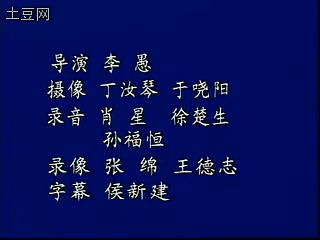 土豆网
导演 李 愚
摄像 丁汝琴 于哓阳
录音 肖 星 徐楚生
孙福恒
录像 张 绵 王德志
字幕 侯新建